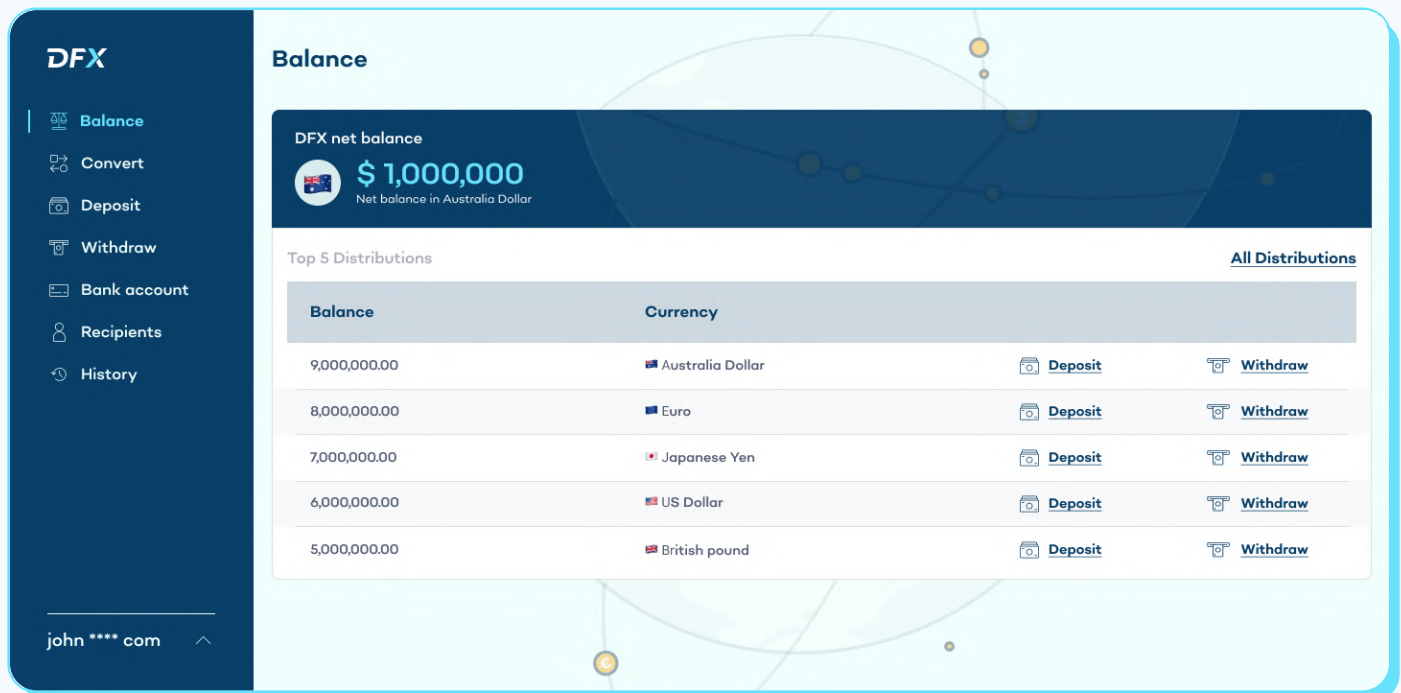 DFX
Balance
Convert
Deposit
Withdraw
Bank account
Recipients
History
john **** com
Balance
DFX net balance
$ 1,000,000
Net balance in Australia Dollar
Top 5 Distributions All Distributions
Balance Currency
9,000,000.00 Australia Dollar Deposit Withdraw
8,000,000.00 Euro Deposit Withdraw
7,000,000.00 Japanese Yen Deposit Withdraw
6,000,000.00 US Dollar Deposit Withdraw
5,000,000.00 British pound Deposit Withdraw
€